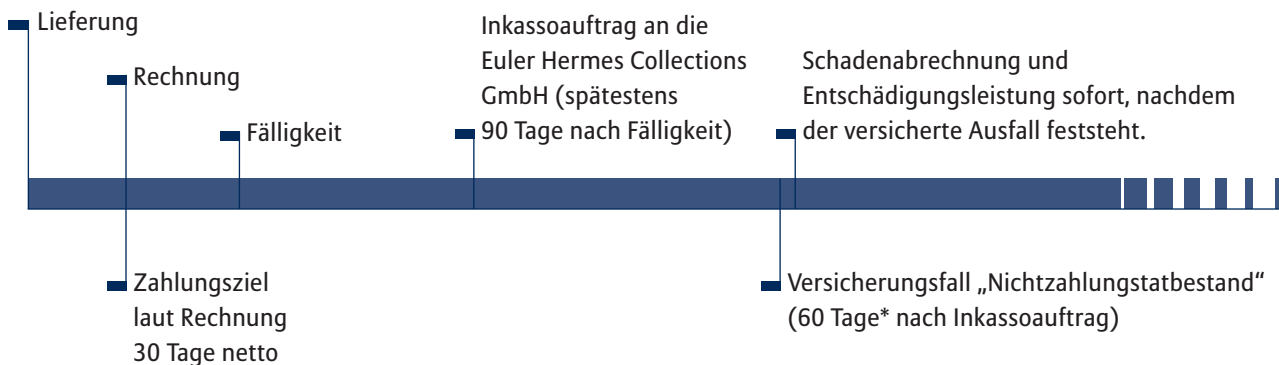 Lieferung
Rechnung
Fälligkeit
Inkassoauftrag an die
Euler Hermes Collections
GmbH (spätestens
90 Tage nach Fälligkeit)
Schadenabrechnung und
Entschädigungsleistung sofort, nachdem
der versicherte Ausfall feststeht.
Zahlungsziel
laut Rechnung
30 Tage netto
Versicherungsfall „Nichtzahlungstatbestand“
(60 Tage* nach Inkassoauftrag)